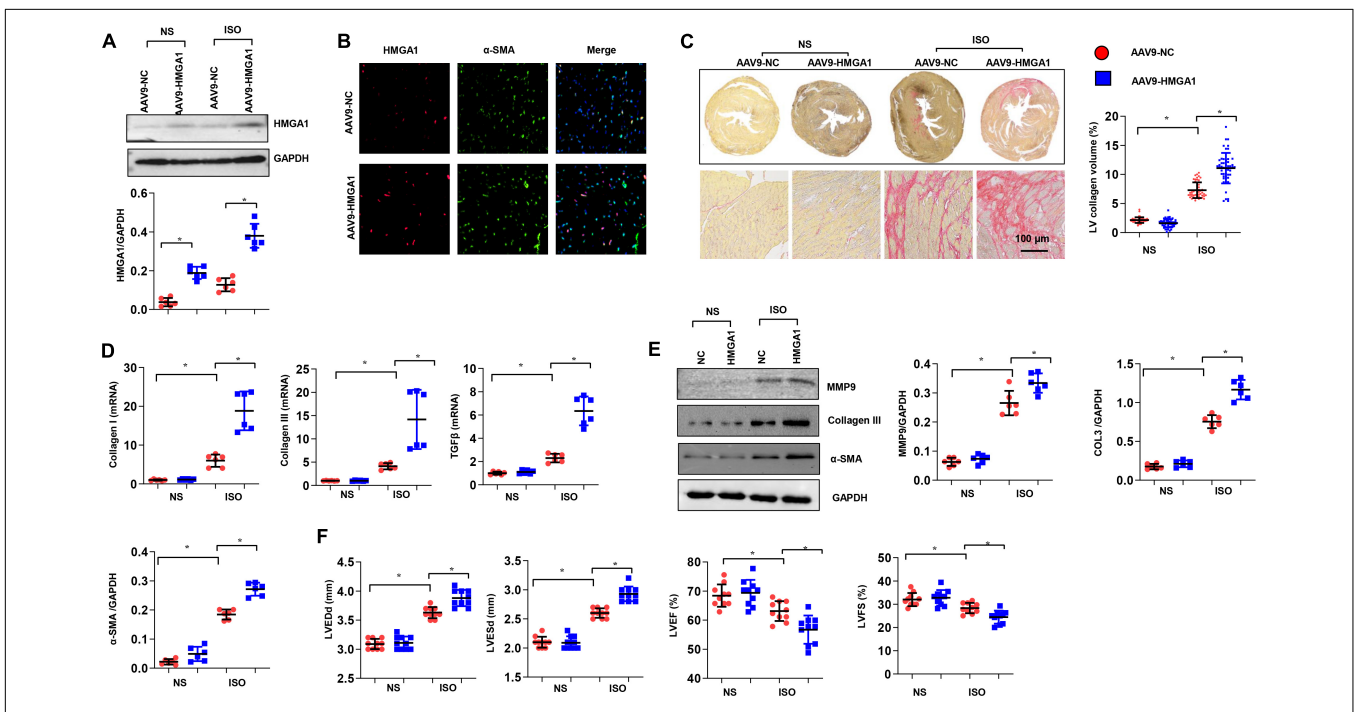 A
NS
ISO
AAV9-NC
AAV9-HMGA1
AAV9-NC
AAV9-HMGA1
HMGA1
GAPDH
HMGA1/GAPDH
0.6
0.4
0.2
0.0
*
*
NS
ISO
B
HMGA1
α-SMA
Merge
AAV9-NC
AAV9-HMGA1
C
NS
ISO
AAV9-NC
AAV9-HMGA1
AAV9-NC
AAV9-HMGA1
100 µm
AAV9-NC
AAV9-HMGA1
LV collagen volume (%)
20
15
10
5
0
*
*
NS
ISO
D
Collagen I (mRNA)
30
20
10
0
*
*
NS
ISO
Collagen III (mRNA)
25
20
15
10
5
0
*
*
NS
ISO
TGFβ (mRNA)
10
8
6
4
2
0
*
*
NS
ISO
E
NS
ISO
NC
HMGA1
NC
HMGA1
MMP9
Collagen III
α-SMA
GAPDH
MMP9/GAPDH
0.4
0.3
0.2
0.1
0.0
*
*
NS
ISO
COL3 /GAPDH
1.5
1.0
0.5
0.0
*
*
NS
ISO
α-SMA /GAPDH
0.4
0.3
0.2
0.1
0.0
*
*
NS
ISO
F
LVEDd (mm)
4.5
4.0
3.5
3.0
2.5
*
*
NS
ISO
LVESd (mm)
3.5
3.0
2.5
2.0
1.5
*
*
NS
ISO
LVEF (%)
80
70
60
50
40
*
*
NS
ISO
LVFS (%)
50
40
30
20
10
0
*
*
NS
ISO